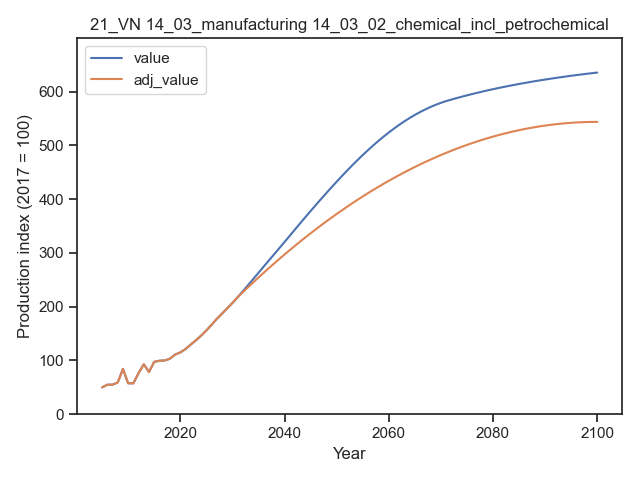 21_VN 14_03_manufacturing 14_03_02_chemical_incl_petrochemical
value
adj_value
Production index (2017 = 100)
600
500
400
300
200
100
0
2020 2040 2060 2080 2100
Year